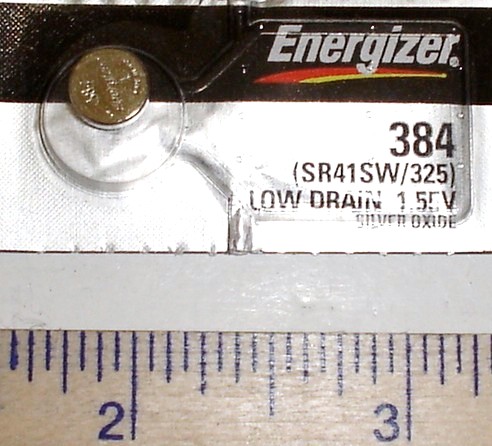 Energizer
384
(SR41SW/325)
LOW DRAIN 1.55V
SILVER OXIDE
2 3